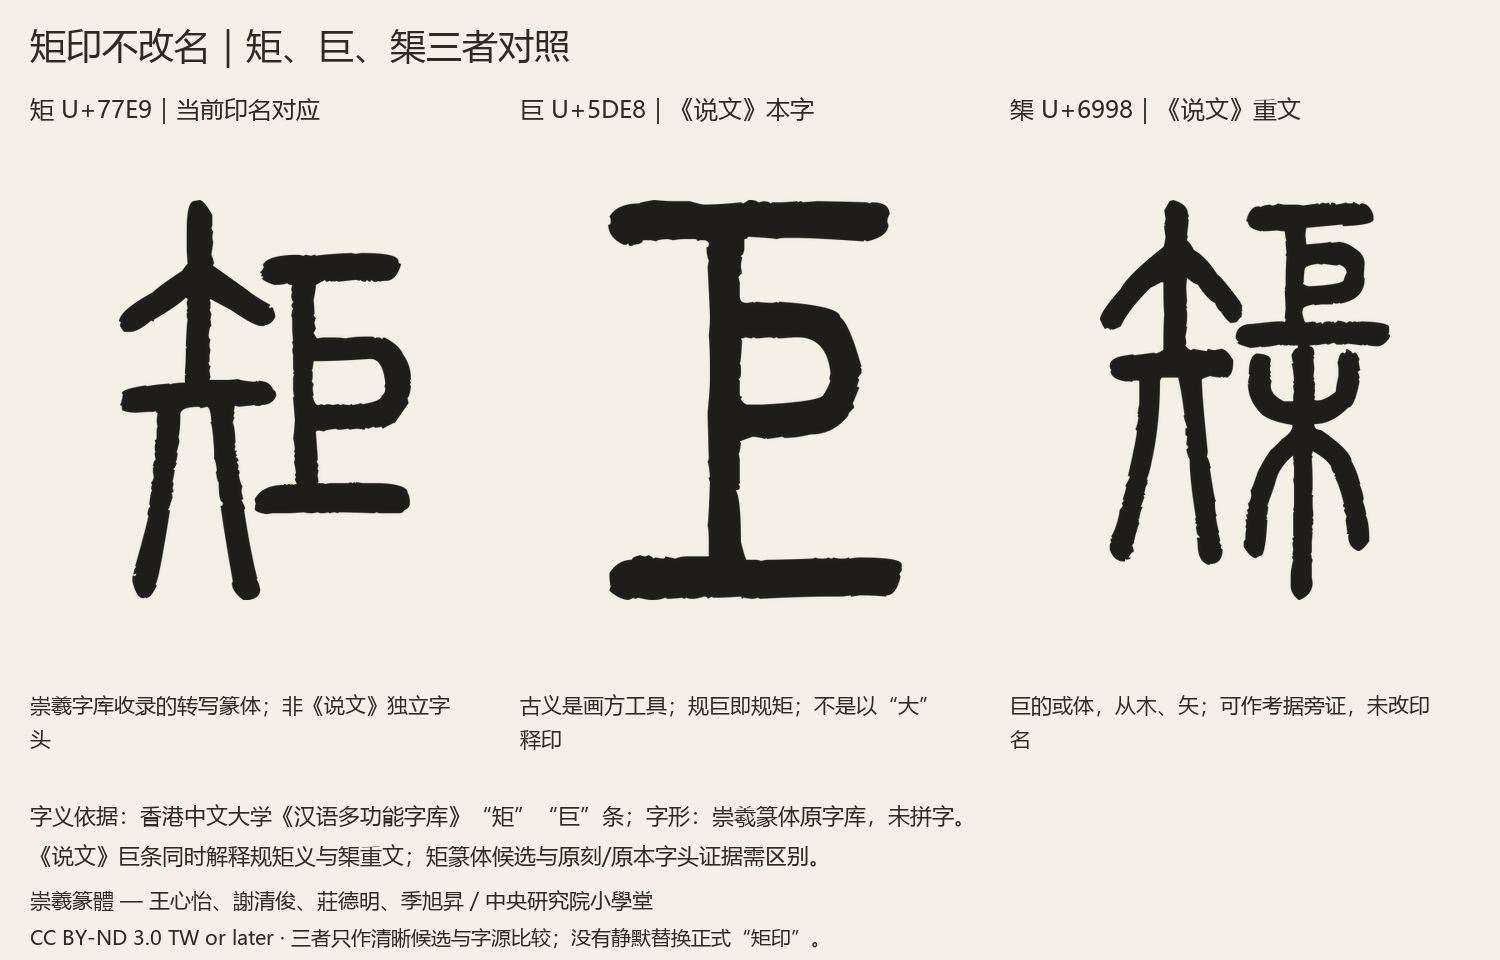 矩印不改名｜矩、巨、榘三者对照
矩 U+77E9｜当前印名对应
巨 U+5DE8｜《说文》本字
榘 U+6998｜《说文》重文
矩
巨
榘
崇羲字库收录的转写篆体；非《说文》独立字
头
古义是画方工具；规巨即规矩；不是以“大”
释印
巨的或体，从木、矢；可作考据旁证，未改印
名
字义依据：香港中文大学《汉语多功能字库》“矩”“巨”条；字形：崇羲篆体原字库，未拼字。
《说文》巨条同时解释规矩义与榘重文；矩篆体候选与原刻/原本字头证据需区别。
崇羲篆體 — 王心怡、謝清俊、莊德明、季旭昇 / 中央研究院小學堂
CC BY-ND 3.0 TW or later · 三者只作清晰候选与字源比较；没有静默替换正式“矩印”。